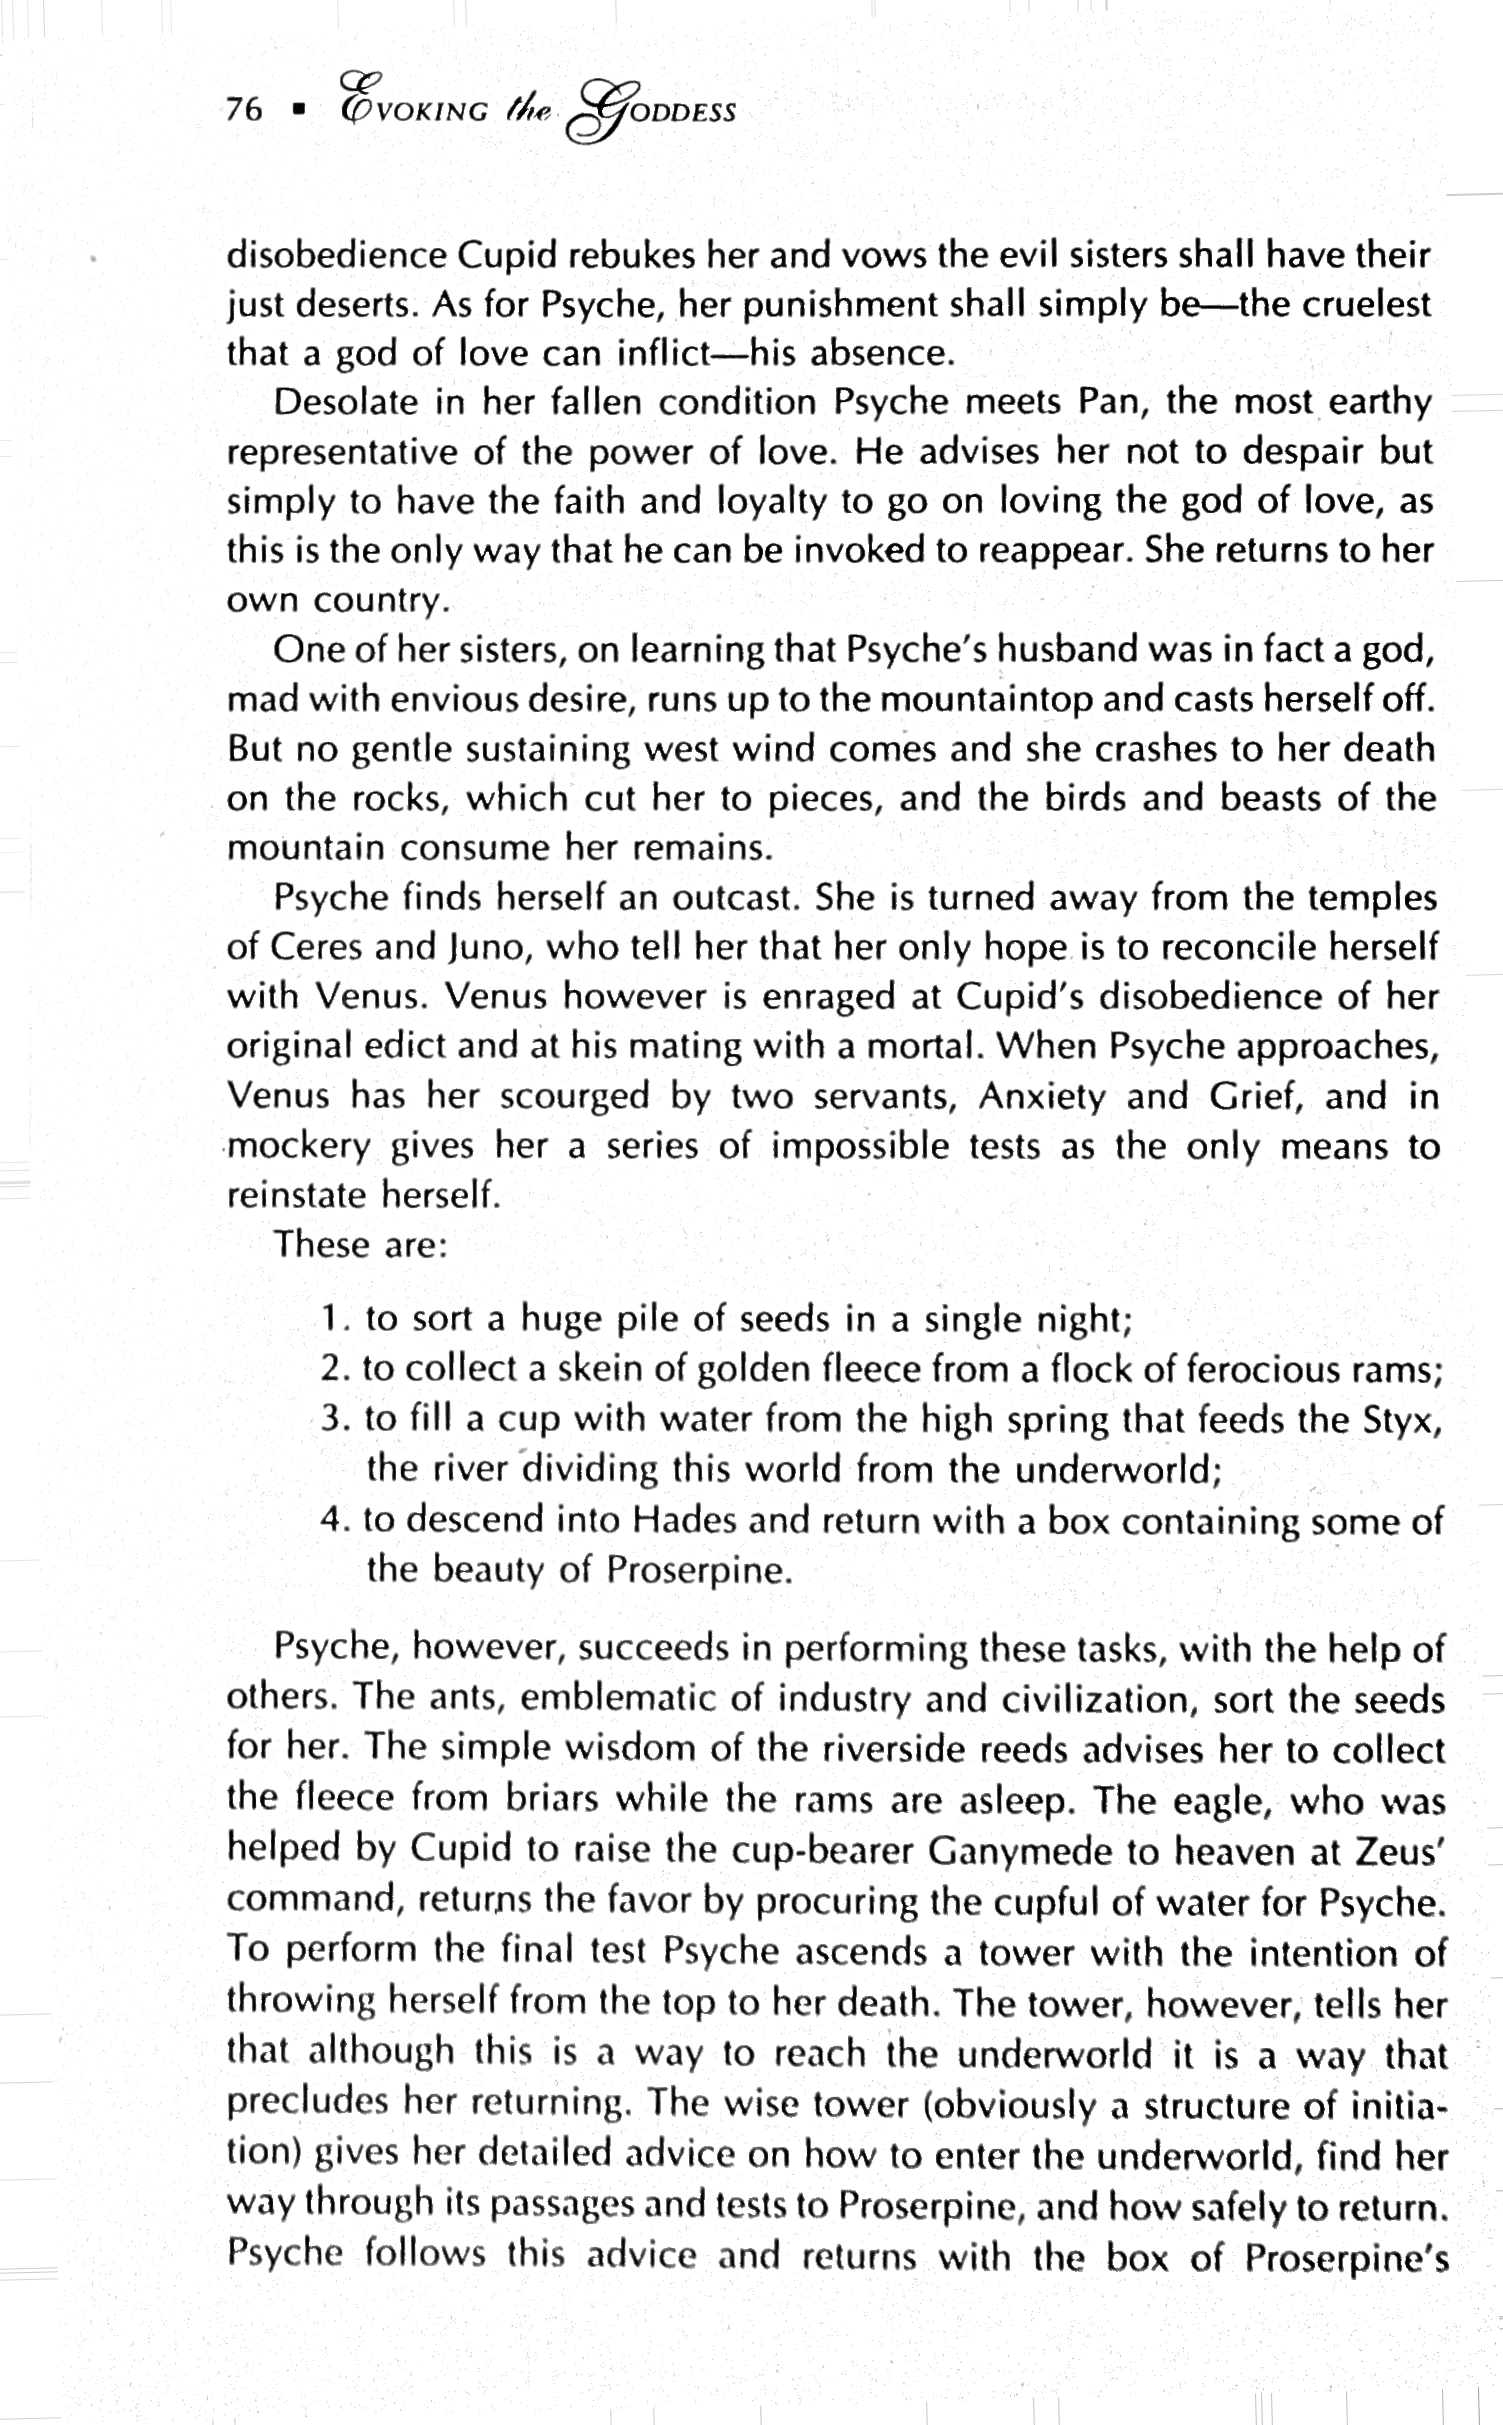 76 ▪ Evoking the Goddess
disobedience Cupid rebukes her and vows the evil sisters shall have their
just deserts. As for Psyche, her punishment shall simply be—the cruelest
that a god of love can inflict—his absence.
Desolate in her fallen condition Psyche meets Pan, the most earthy
representative of the power of love. He advises her not to despair but
simply to have the faith and loyalty to go on loving the god of love, as
this is the only way that he can be invoked to reappear. She returns to her
own country.
One of her sisters, on learning that Psyche's husband was in fact a god,
mad with envious desire, runs up to the mountaintop and casts herself off.
But no gentle sustaining west wind comes and she crashes to her death
on the rocks, which cut her to pieces, and the birds and beasts of the
mountain consume her remains.
Psyche finds herself an outcast. She is turned away from the temples
of Ceres and Juno, who tell her that her only hope is to reconcile herself
with Venus. Venus however is enraged at Cupid's disobedience of her
original edict and at his mating with a mortal. When Psyche approaches,
Venus has her scourged by two servants, Anxiety and Grief, and in
mockery gives her a series of impossible tests as the only means to
reinstate herself.
These are:
1. to sort a huge pile of seeds in a single night;
2. to collect a skein of golden fleece from a flock of ferocious rams;
3. to fill a cup with water from the high spring that feeds the Styx,
the river dividing this world from the underworld;
4. to descend into Hades and return with a box containing some of
the beauty of Proserpine.
Psyche, however, succeeds in performing these tasks, with the help of
others. The ants, emblematic of industry and civilization, sort the seeds
for her. The simple wisdom of the riverside reeds advises her to collect
the fleece from briars while the rams are asleep. The eagle, who was
helped by Cupid to raise the cup-bearer Ganymede to heaven at Zeus'
command, returns the favor by procuring the cupful of water for Psyche.
To perform the final test Psyche ascends a tower with the intention of
throwing herself from the top to her death. The tower, however, tells her
that although this is a way to reach the underworld it is a way that
precludes her returning. The wise tower (obviously a structure of initia-
tion) gives her detailed advice on how to enter the underworld, find her
way through its passages and tests to Proserpine, and how safely to return.
Psyche follows this advice and returns with the box of Proserpine's